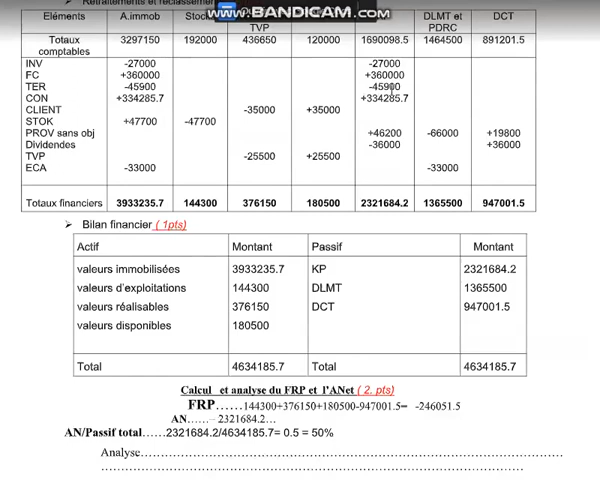 Retraitements et reclassement
www.BANDICAM.com
Eléments A.immob Stock TVP DLMT et PDRC DCT
Totaux comptables 3297150 192000 436650 120000 1690098.5 1464500 891201.5
INV -27000 -27000
FC +360000 +360000
TER -45900 -45900
CON +334285.7 +334285.7
CLIENT -35000 +35000
STOK +47700 -47700
PROV sans obj +46200 -66000 +19800
Dividendes -36000 +36000
TVP -25500 +25500
ECA -33000 -33000
Totaux financiers 3933235.7 144300 376150 180500 2321684.2 1365500 947001.5
➢ Bilan financier ( 1pts)
Actif Montant Passif Montant
valeurs immobilisées 3933235.7 KP 2321684.2
valeurs d'exploitations 144300 DLMT 1365500
valeurs réalisables 376150 DCT 947001.5
valeurs disponibles 180500
Total 4634185.7 Total 4634185.7
Calcul et analyse du FRP et l'ANet ( 2. pts)
FRP……144300+376150+180500-947001.5= -246051.5
AN……– 2321684.2…
AN/Passif total……2321684.2/4634185.7= 0.5 = 50%
Analyse……………………………………………………………………
……………………………………………………………………